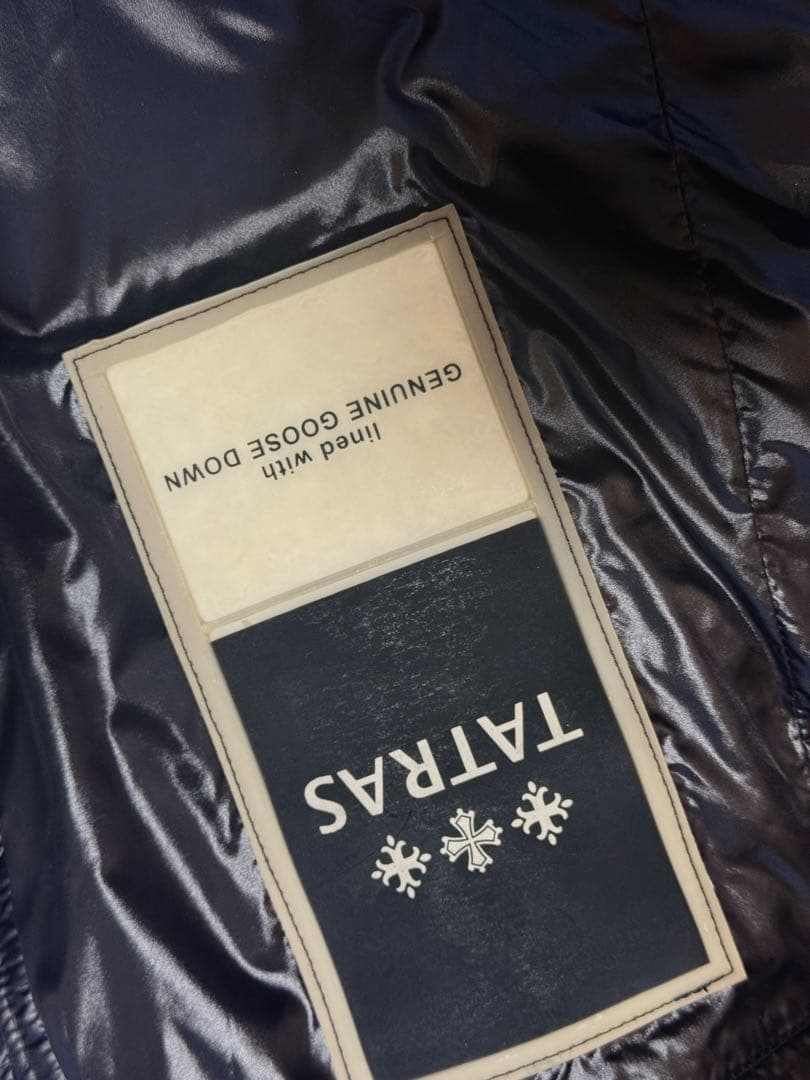 TATRAS
lined with
GENUINE GOOSE DOWN